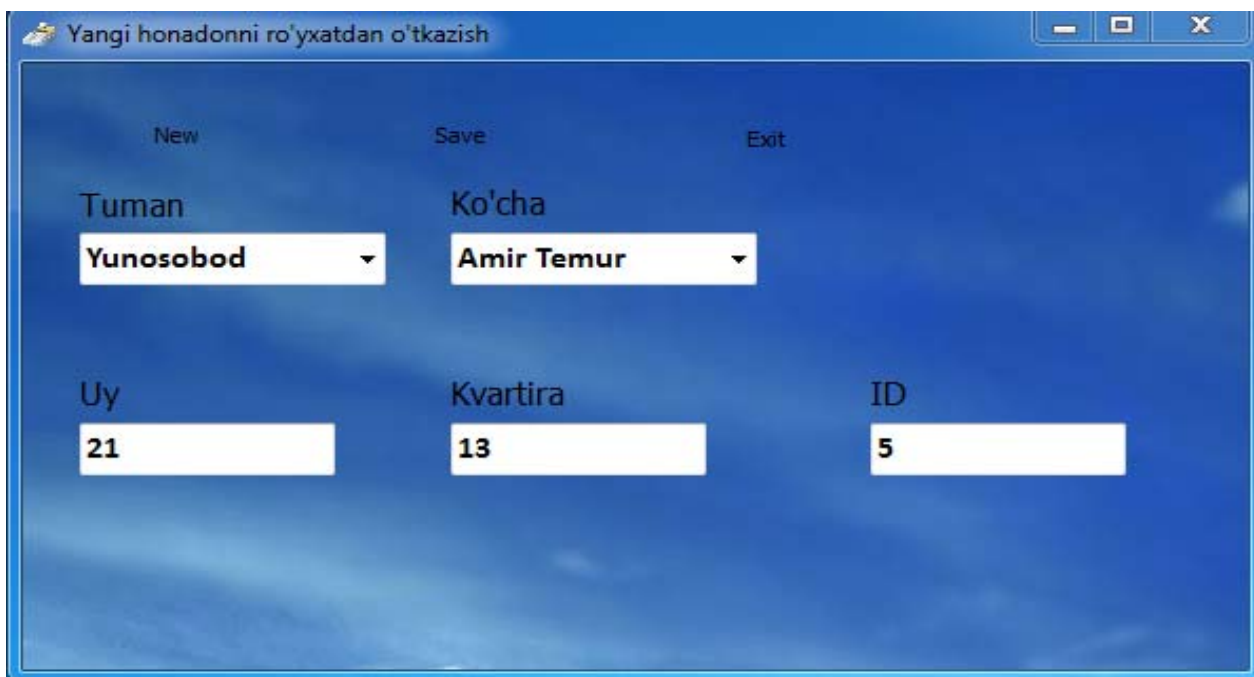 Yangi honadonni ro'yxatdan o'tkazish
New Save Exit
Tuman Ko'cha
Yunosobod Amir Temur
Uy Kvartira ID
21 13 5